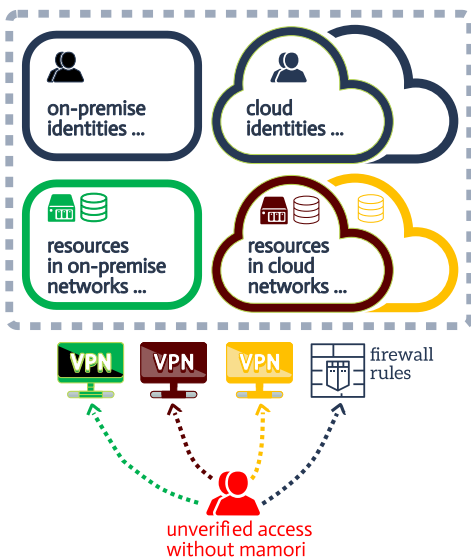 on-premise
identities ...
cloud
identities ...
resources
in on-premise
networks ...
resources
in cloud
networks ...
VPN
VPN
VPN
firewall
rules
unverified access
without mamori